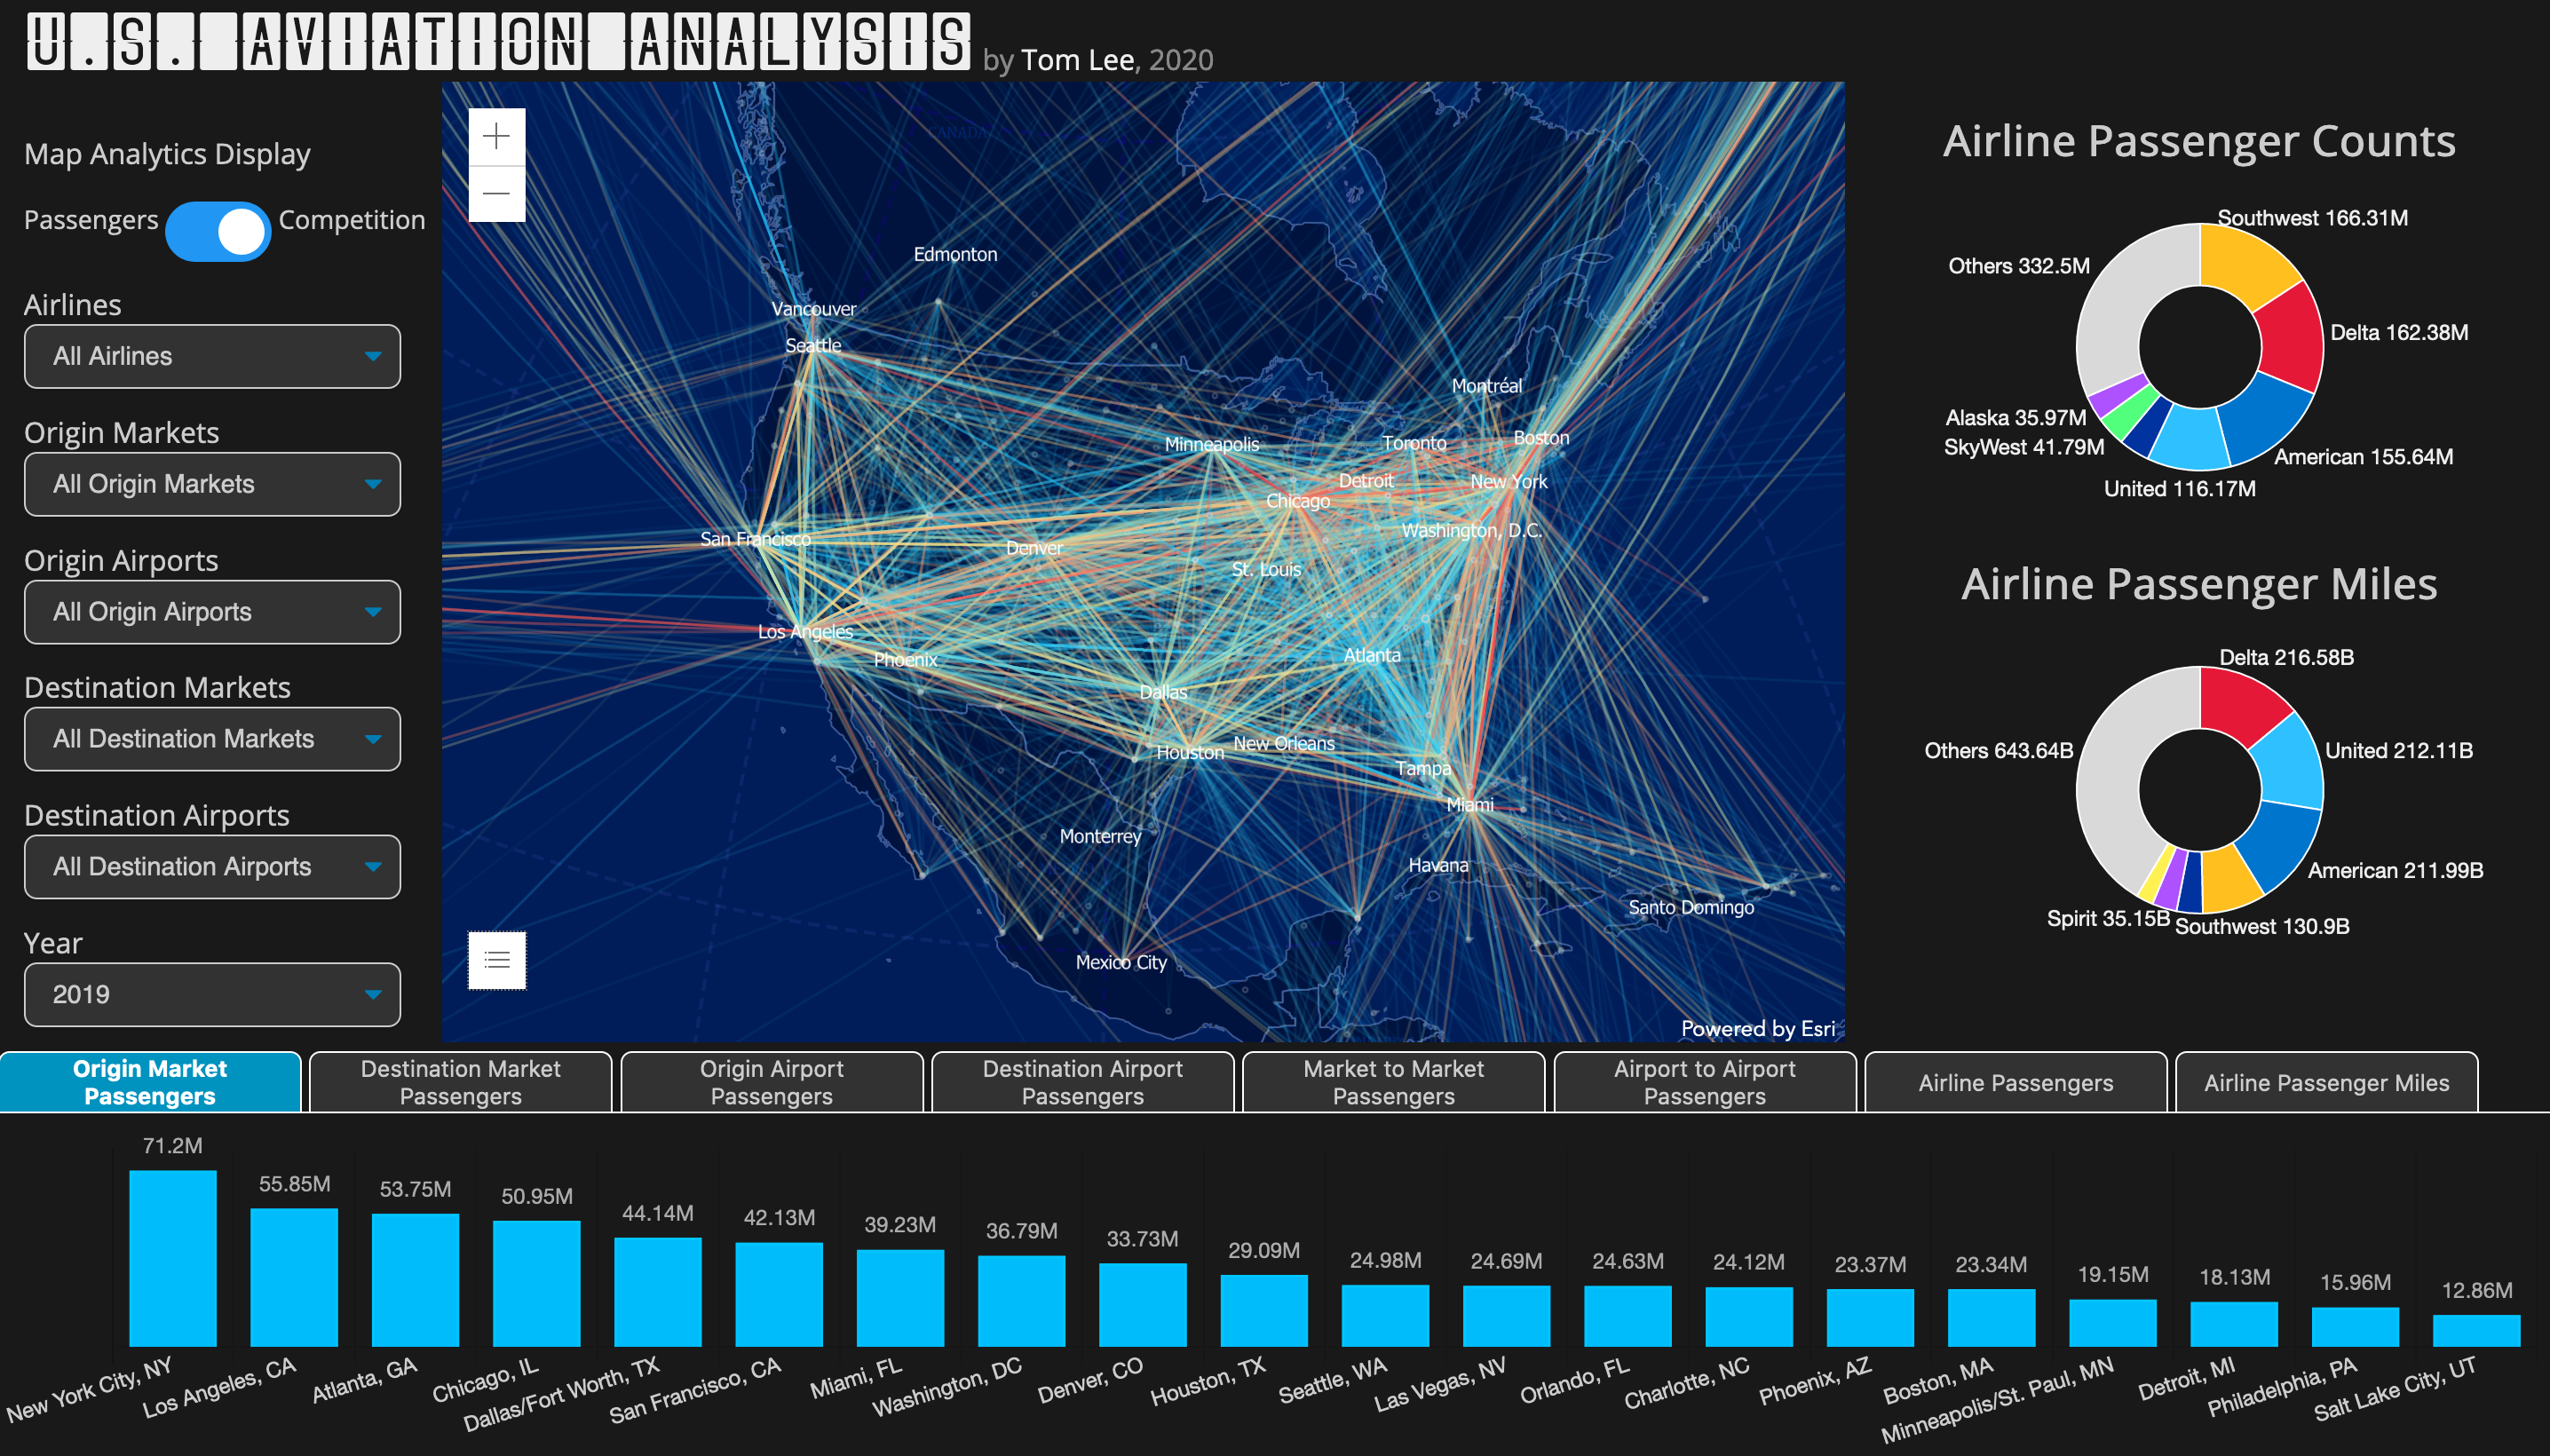 U.S. AVIATION ANALYSIS by Tom Lee, 2020
Map Analytics Display
Passengers Competition
Airlines
All Airlines
Origin Markets
All Origin Markets
Origin Airports
All Origin Airports
Destination Markets
All Destination Markets
Destination Airports
All Destination Airports
Year
2019
CANADA
Edmonton
Vancouver
Seattle
Montréal
Minneapolis
Toronto
Boston
Detroit
New York
Chicago
Washington, D.C.
San Francisco
Denver
St. Louis
Los Angeles
Phoenix
Atlanta
Dallas
Houston
New Orleans
Tampa
Miami
Monterrey
Havana
Santo Domingo
Mexico City
Powered by Esri
Airline Passenger Counts
Southwest 166.31M
Others 332.5M
Delta 162.38M
Alaska 35.97M
SkyWest 41.79M
American 155.64M
United 116.17M
Airline Passenger Miles
Delta 216.58B
Others 643.64B
United 212.11B
American 211.99B
Spirit 35.15B
Southwest 130.9B
Origin Market
Passengers
Destination Market
Passengers
Origin Airport
Passengers
Destination Airport
Passengers
Market to Market
Passengers
Airport to Airport
Passengers
Airline Passengers
Airline Passenger Miles
71.2M
55.85M
53.75M
50.95M
44.14M
42.13M
39.23M
36.79M
33.73M
29.09M
24.98M
24.69M
24.63M
24.12M
23.37M
23.34M
19.15M
18.13M
15.96M
12.86M
New York City, NY
Los Angeles, CA
Atlanta, GA
Chicago, IL
Dallas/Fort Worth, TX
San Francisco, CA
Miami, FL
Washington, DC
Denver, CO
Houston, TX
Seattle, WA
Las Vegas, NV
Orlando, FL
Charlotte, NC
Phoenix, AZ
Boston, MA
Minneapolis/St. Paul, MN
Detroit, MI
Philadelphia, PA
Salt Lake City, UT